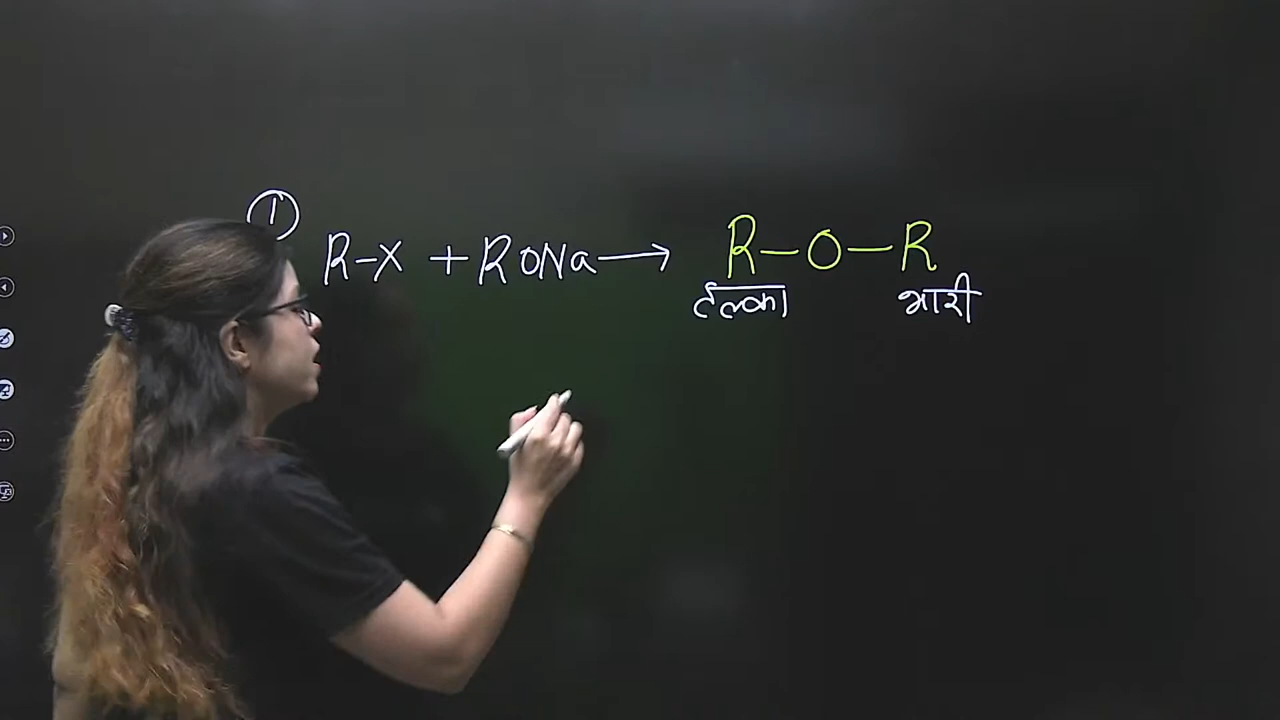 ①
R-X + RONa → R-O-R
हल्का भारी